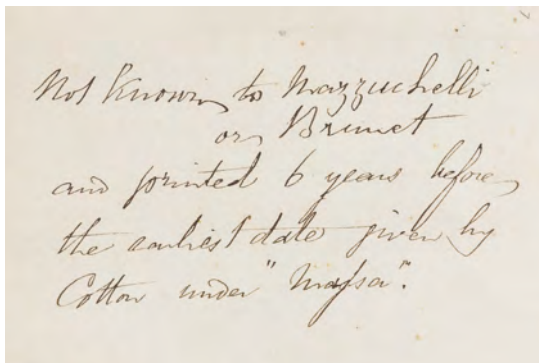 Not Known to Mazzuchelli
or Brunet
and printed 6 years before
the earliest date given by
Cotton under "Massa".